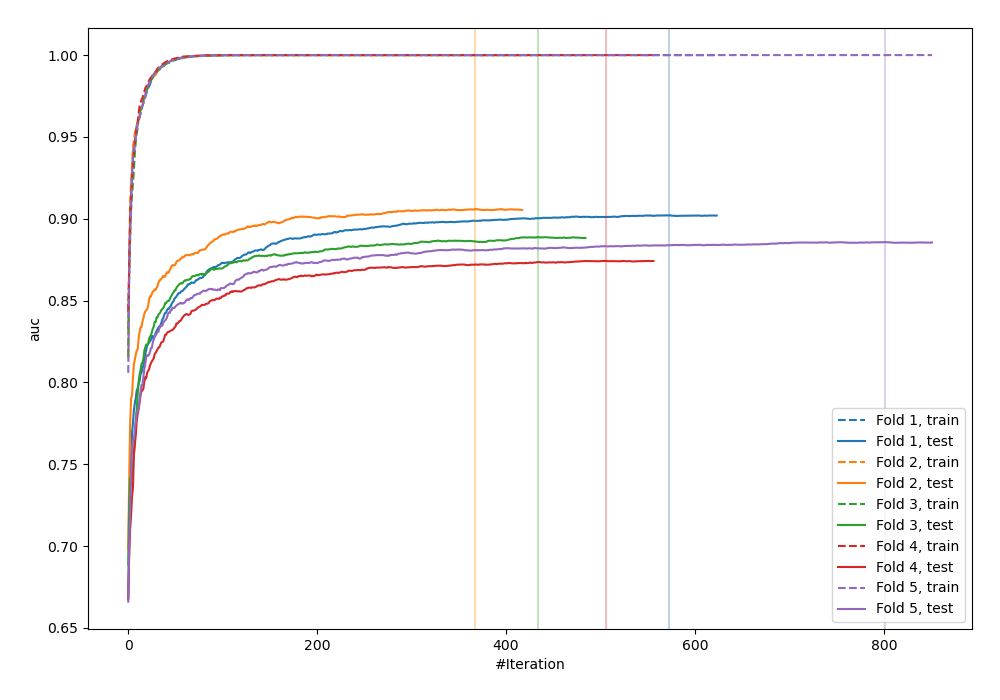 1.00
0.95
0.90
0.85
0.80
0.75
0.70
0.65
auc
0
200
400
600
800
#Iteration
Fold 1, train
Fold 1, test
Fold 2, train
Fold 2, test
Fold 3, train
Fold 3, test
Fold 4, train
Fold 4, test
Fold 5, train
Fold 5, test